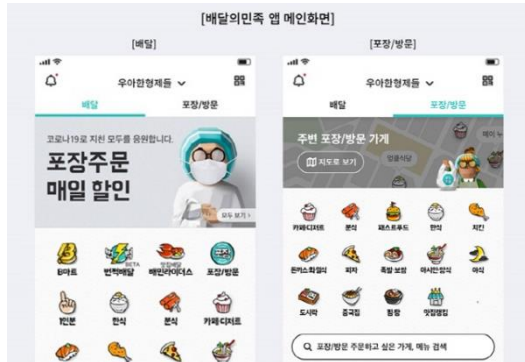 [배달의민족 앱 메인화면]
[배달]
[포장/방문]
우아한형제들
배달 포장/방문
코로나19로 지친 모두를 응원합니다.
포장주문
매일 할인
모두 보기 >
B마트 번쩍배달 BETA 맛집배달 배민라이더스 포장/방문
1인분 한식 분식 카페·디저트
우아한형제들
배달 포장/방문
주변 포장/방문 가게
지도로 보기
카페·디저트 분식 패스트푸드 한식 치킨
돈까스·회·일식 피자 족발·보쌈 아시안·양식 야식
도시락 중국집 찜·탕 맛집랭킹
포장/방문 주문하고 싶은 가게, 메뉴 검색